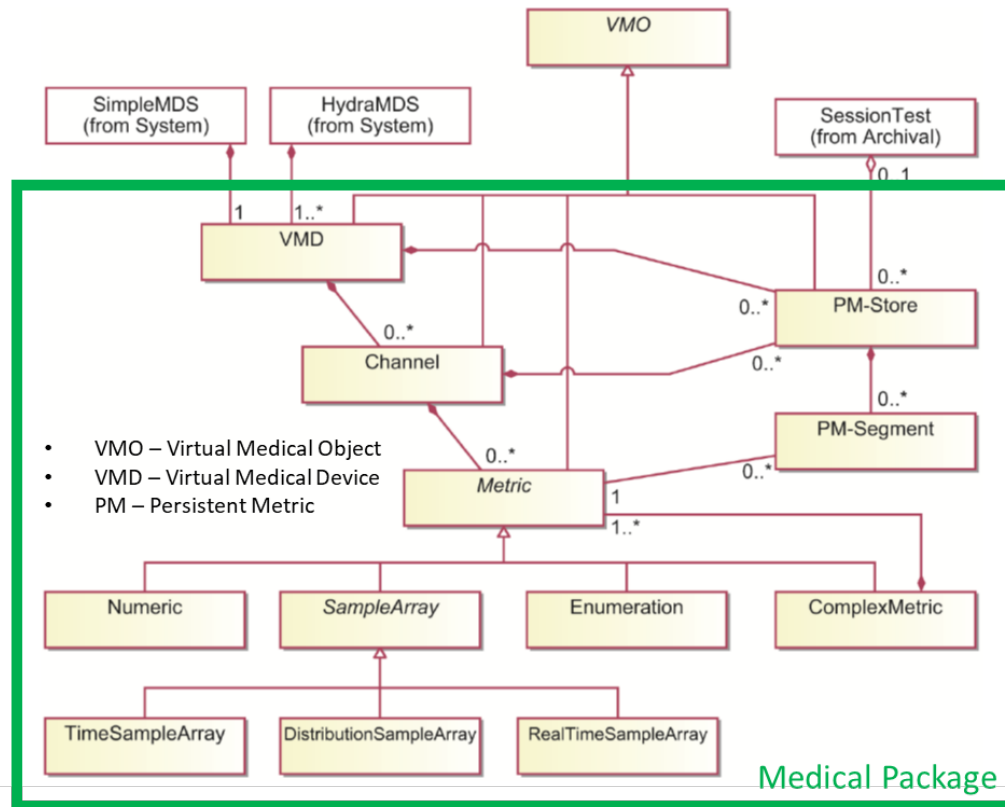 VMO
SimpleMDS
(from System)
HydraMDS
(from System)
SessionTest
(from Archival)
0..1
1
1..*
VMD
0..*
0..*
PM-Store
0..*
Channel
0..*
0..*
PM-Segment
• VMO – Virtual Medical Object
• VMD – Virtual Medical Device
• PM – Persistent Metric
0..*
Metric
0..*
1
1..*
Numeric
SampleArray
Enumeration
ComplexMetric
TimeSampleArray
DistributionSampleArray
RealTimeSampleArray
Medical Package